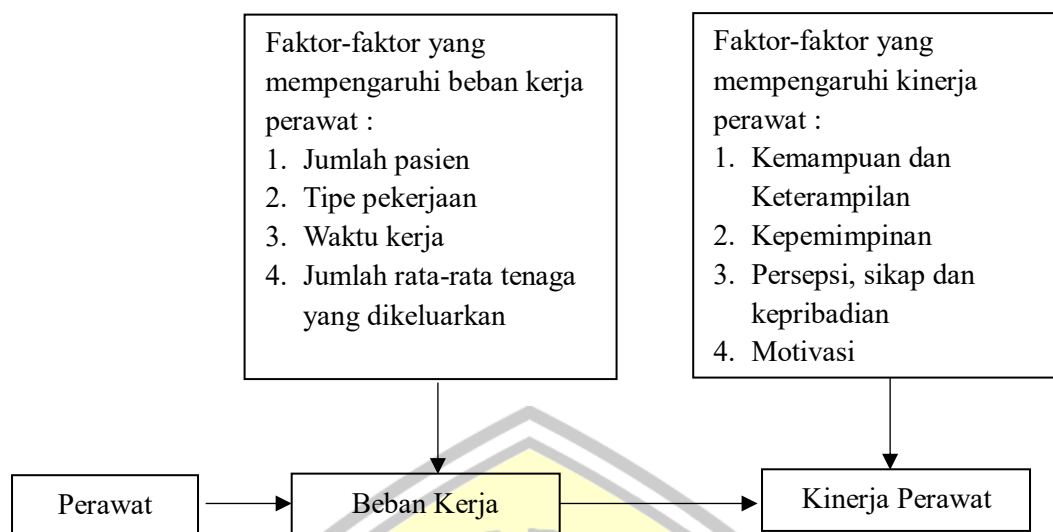 Faktor-faktor yang
mempengaruhi beban kerja
perawat :
1. Jumlah pasien
2. Tipe pekerjaan
3. Waktu kerja
4. Jumlah rata-rata tenaga
yang dikeluarkan
Faktor-faktor yang
mempengaruhi kinerja
perawat :
1. Kemampuan dan
Keterampilan
2. Kepemimpinan
3. Persepsi, sikap dan
kepribadian
4. Motivasi
Perawat
Beban Kerja
Kinerja Perawat